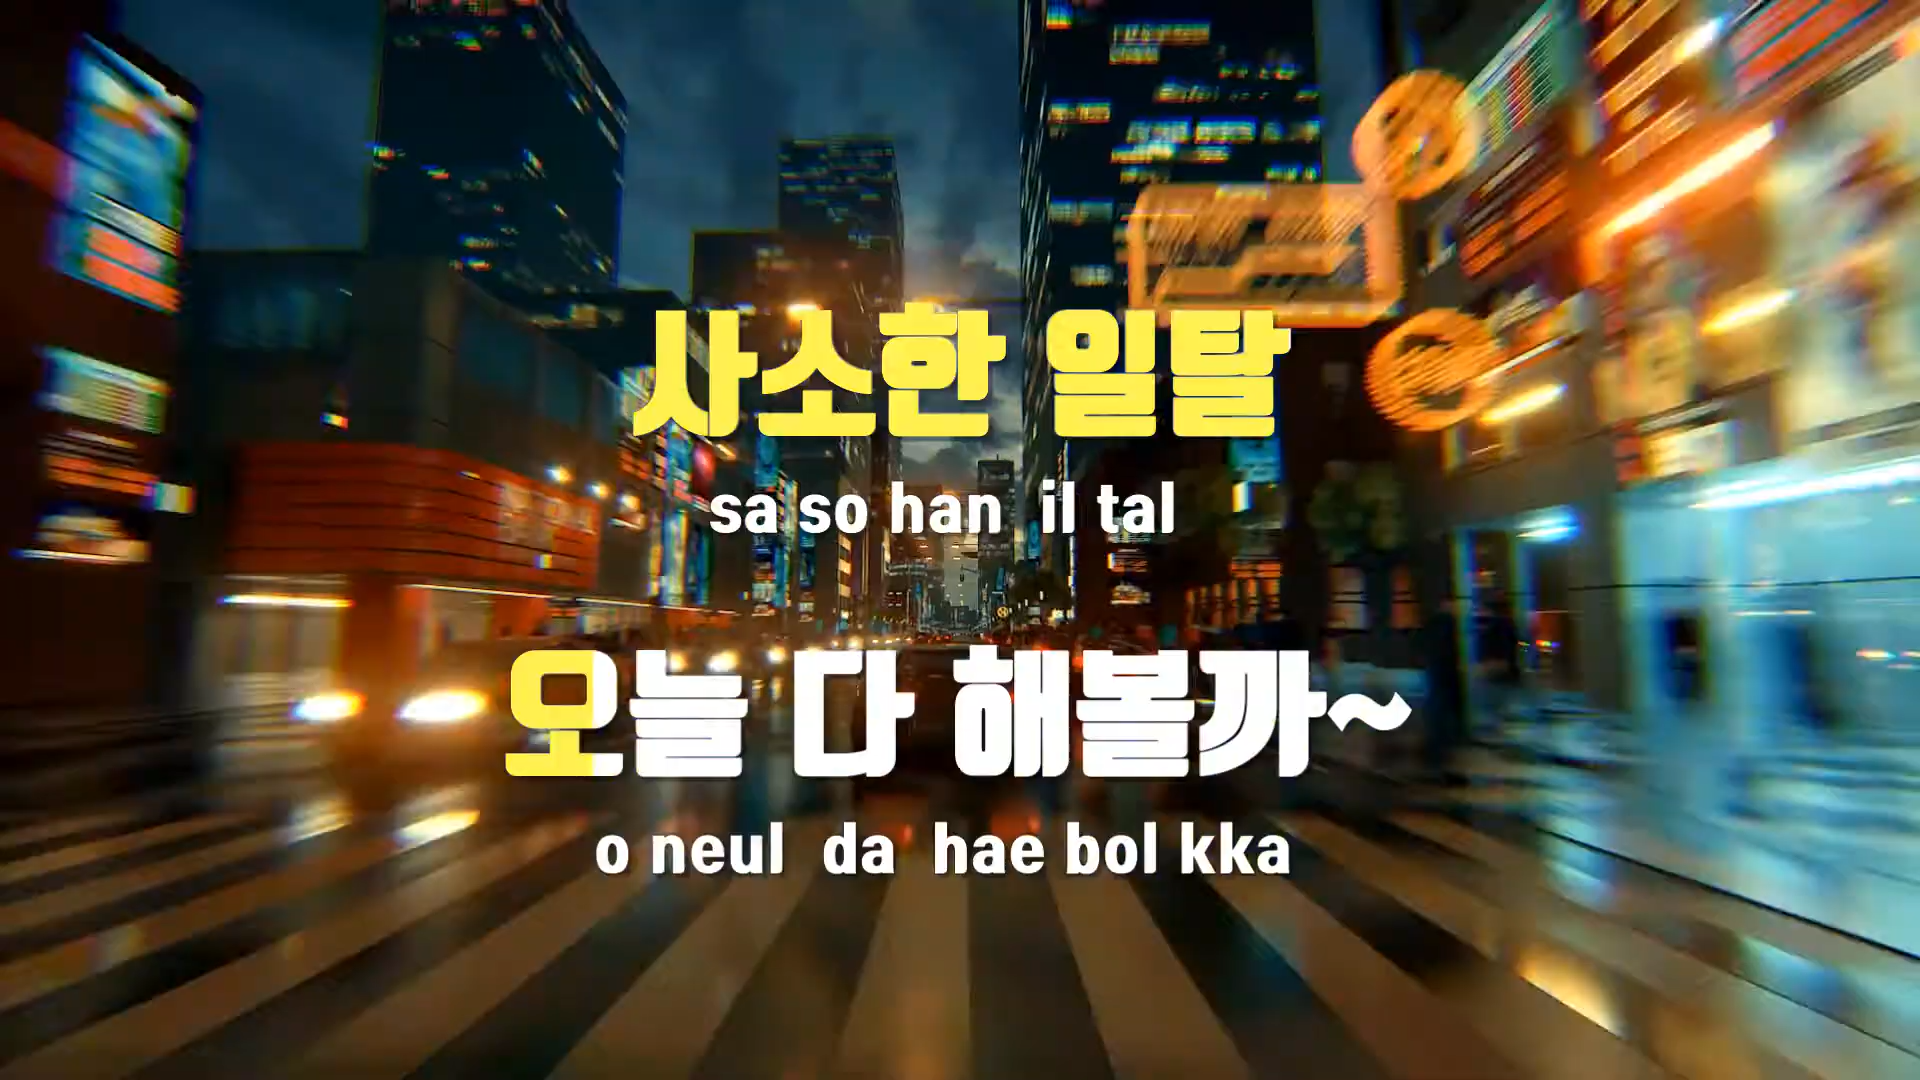 사소한 일탈
sa so han il tal
오늘 다 해볼까~
o neul da hae bol kka